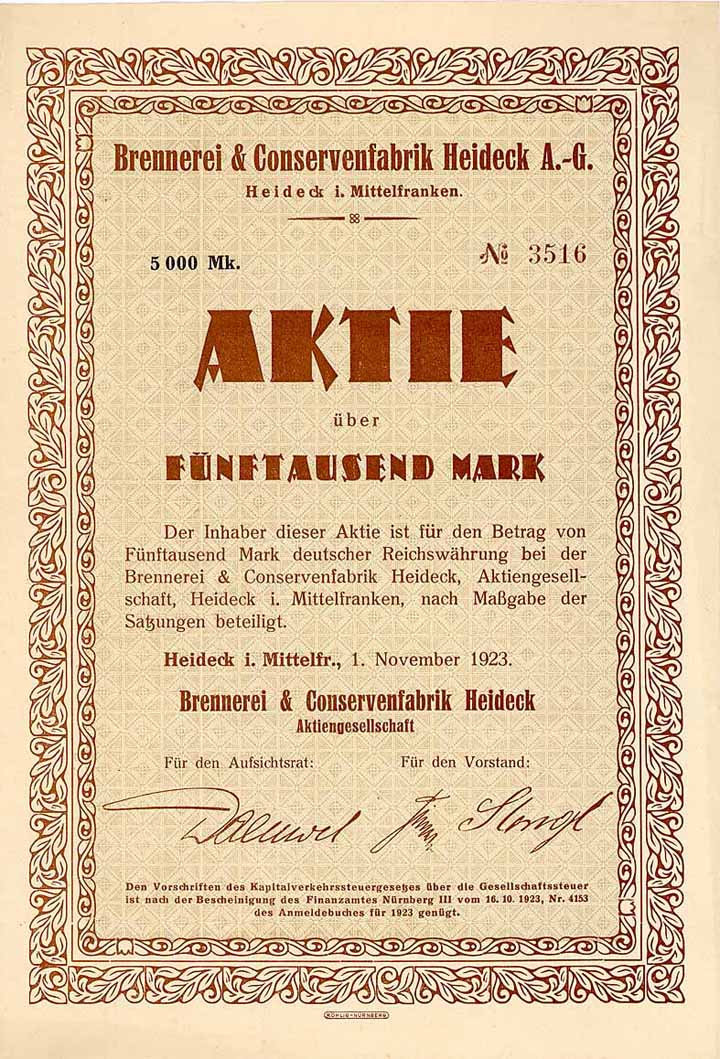 Brennerei & Conservenfabrik Heideck A.-G.
Heideck i. Mittelfranken.
5 000 Mk.
№ 3516
AKTIE
über
FÜNFTAUSEND MARK
Der Inhaber dieser Aktie ist für den Betrag von
Fünftausend Mark deutscher Reichswährung bei der
Brennerei & Conservenfabrik Heideck, Aktiengesell-
schaft, Heideck i. Mittelfranken, nach Maßgabe der
Satzungen beteiligt.
Heideck i. Mittelfr., 1. November 1923.
Brennerei & Conservenfabrik Heideck
Aktiengesellschaft
Für den Aufsichtsrat: Für den Vorstand:
Den Vorschriften des Kapitalverkehrssteuergesetzes über die Gesellschaftssteuer
ist nach der Bescheinigung des Finanzamtes Nürnberg III vom 16. 10. 1923, Nr. 4153
des Anmeldebuches für 1923 genügt.